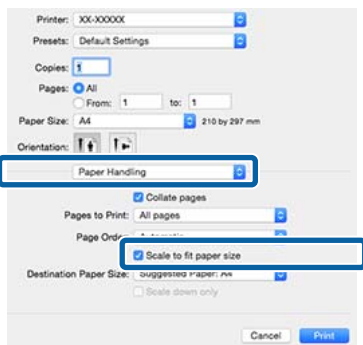 Printer: XX-XXXXX
Presets: Default Settings
Copies: 1
Pages: All
From: 1 to: 1
Paper Size: A4 210 by 297 mm
Orientation:
Paper Handling
Collate pages
Pages to Print: All pages
Page Order: Automatic
Scale to fit paper size
Destination Paper Size: Suggested Paper: A4
Scale down only
Cancel Print